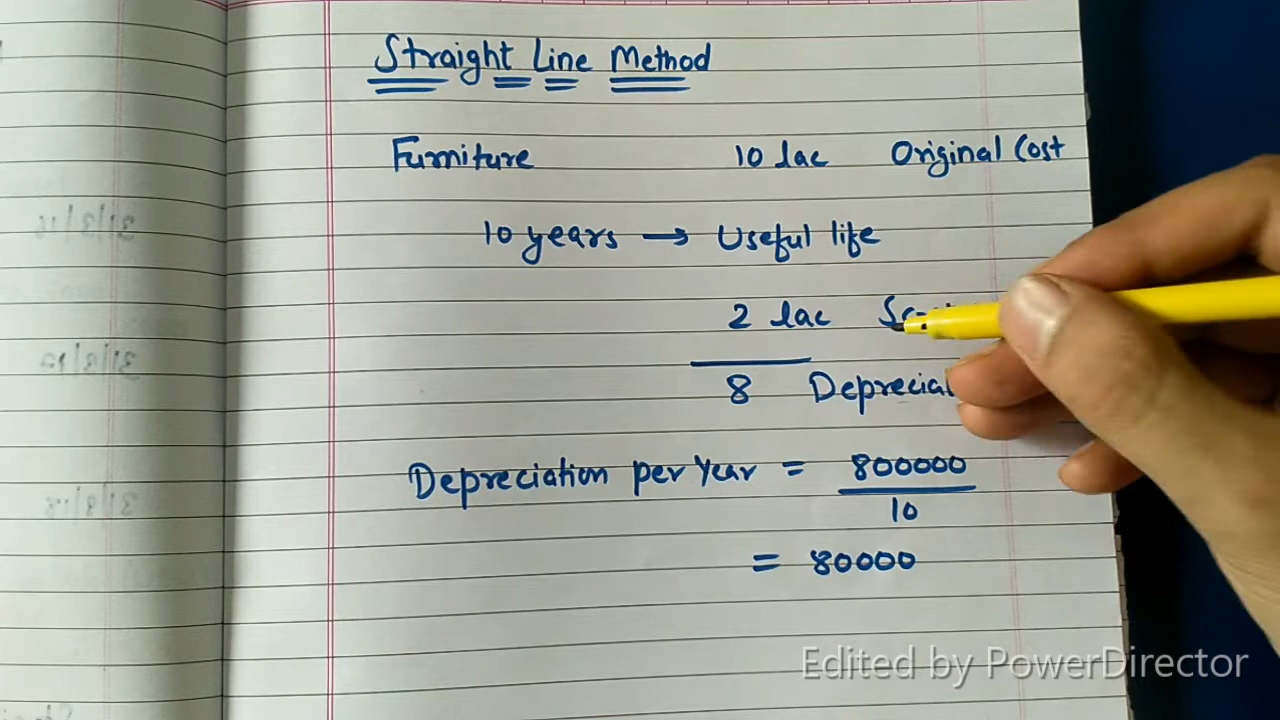 Straight Line Method
Furniture 10 lac Original Cost
10 years → Useful life
2 lac
8
Depreciation per Year = 800000
10
= 80000
Edited by PowerDirector